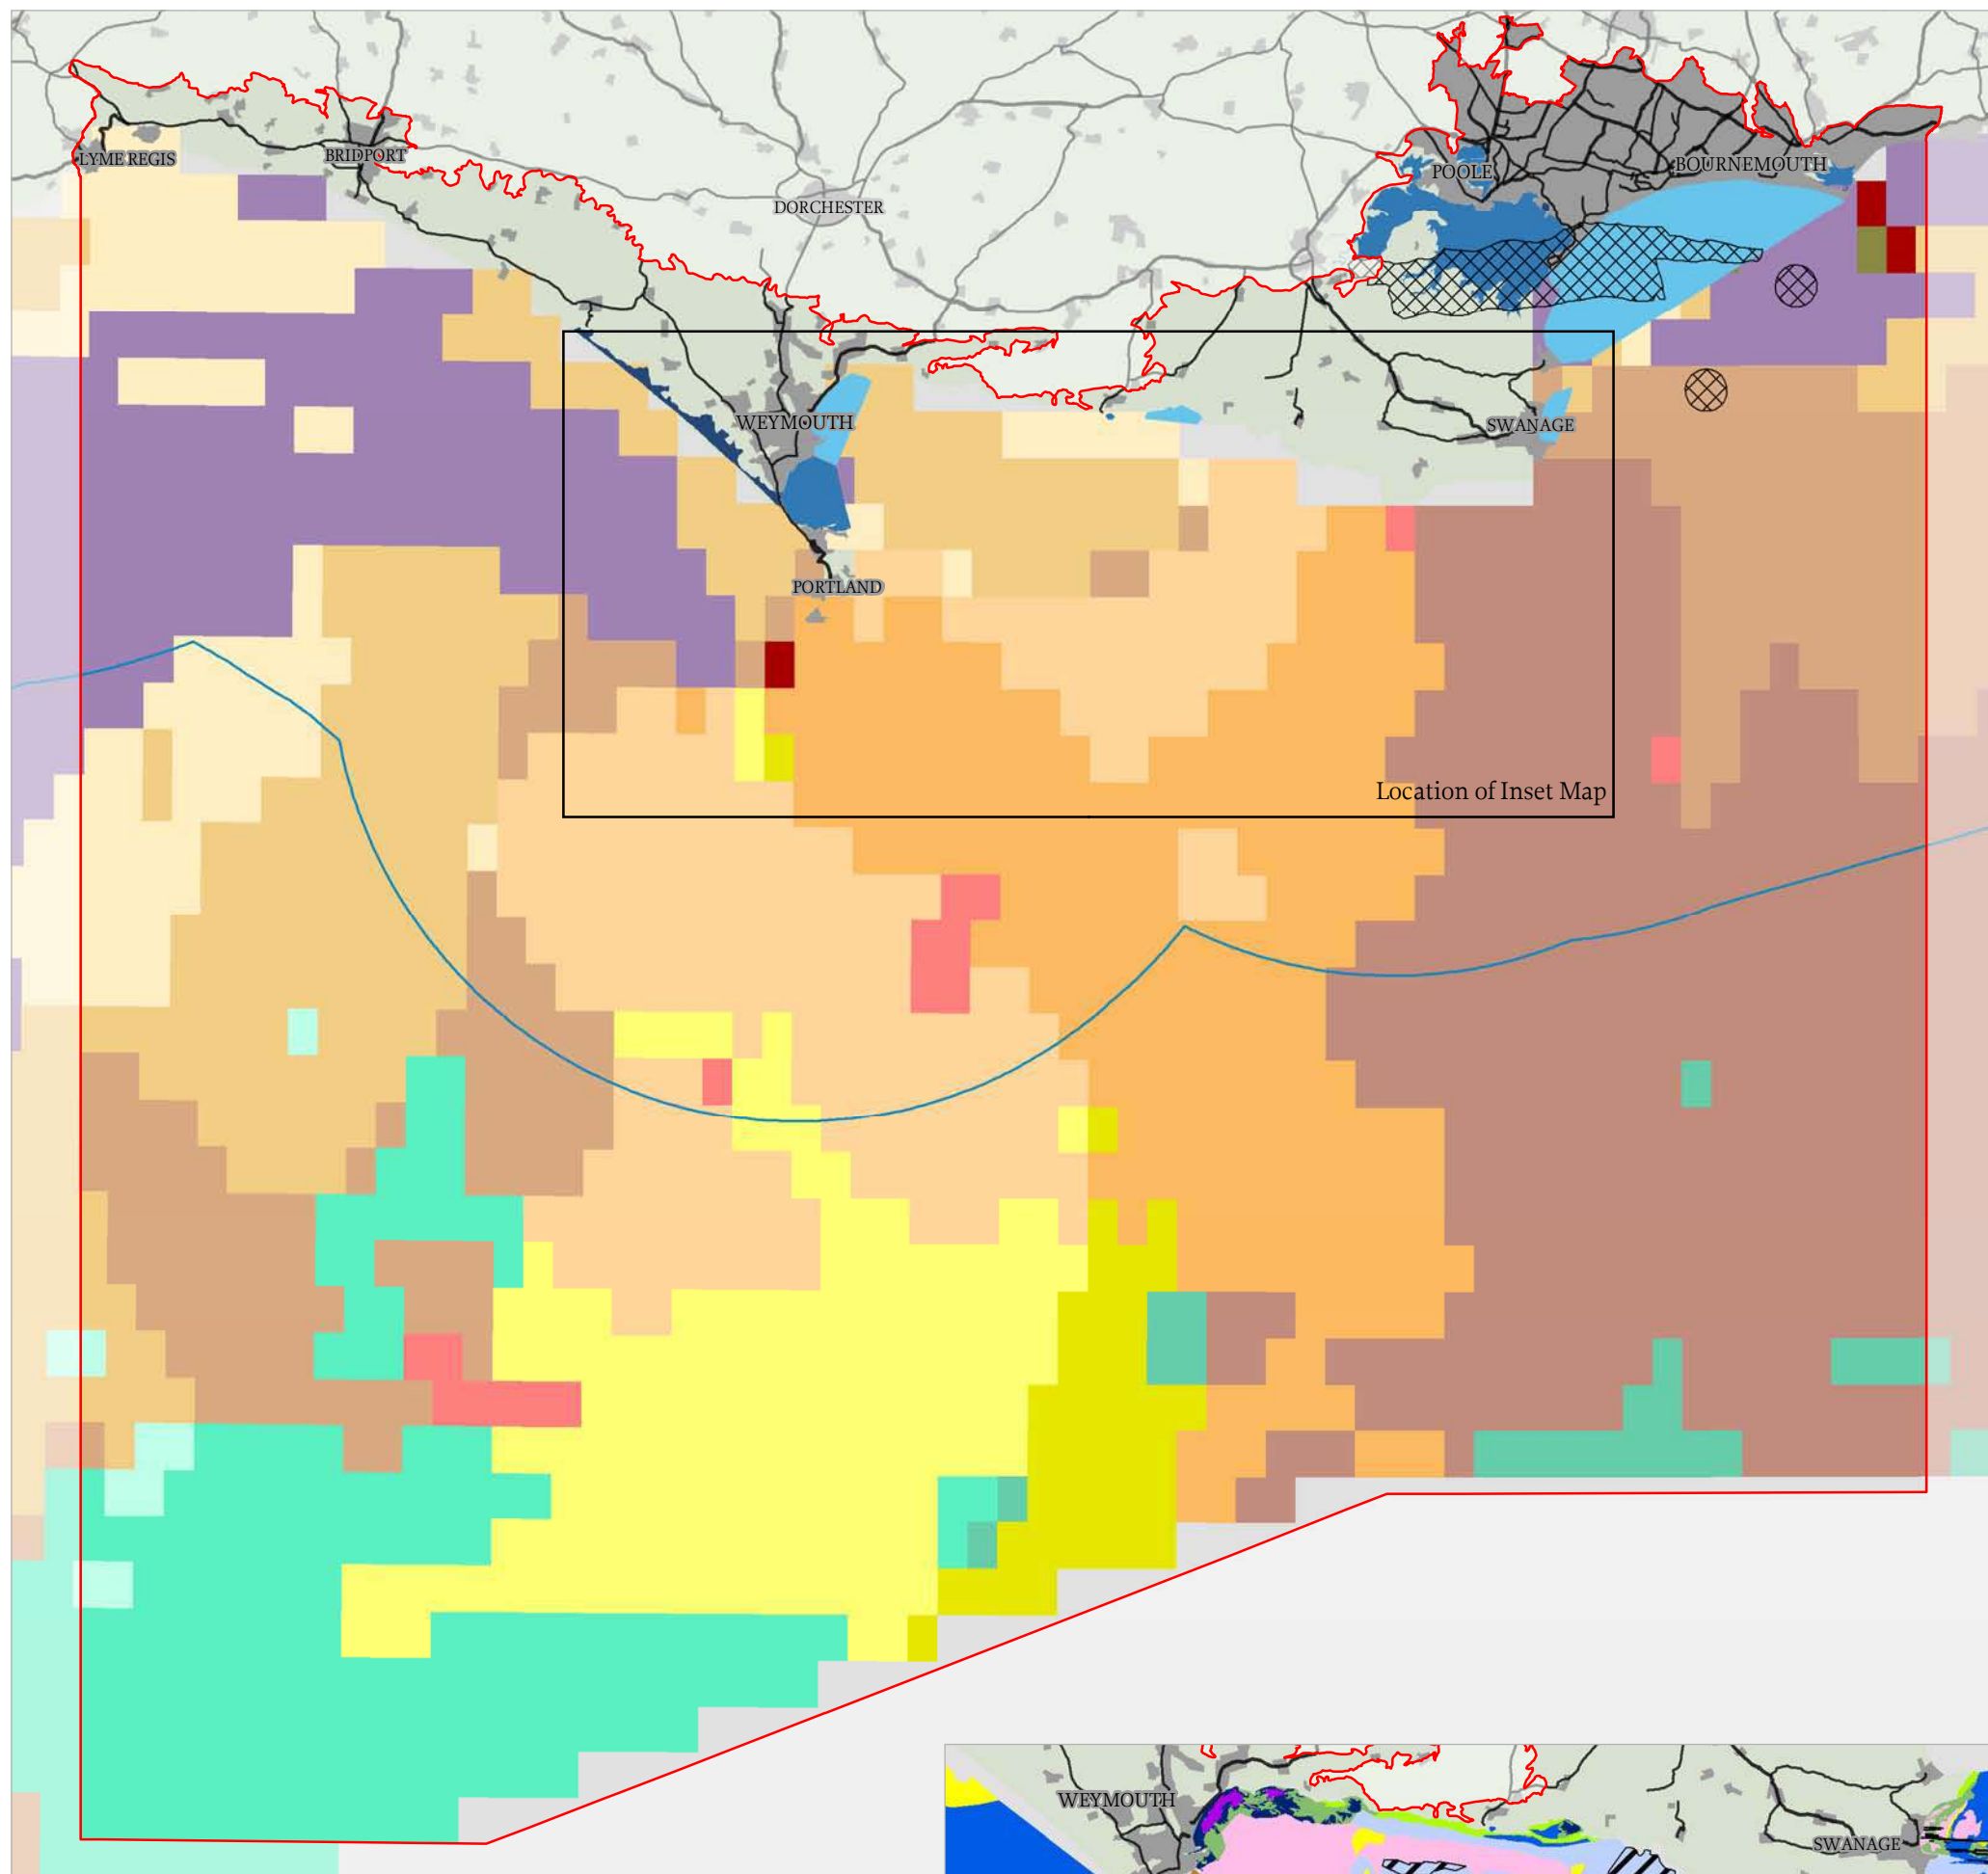 LYME REGIS
BRIDPORT
POOLE
BOURNEMOUTH
DORCHESTER
WEYMOUTH
SWANAGE
PORTLAND
Location of Inset Map
WEYMOUTH
SWANAGE